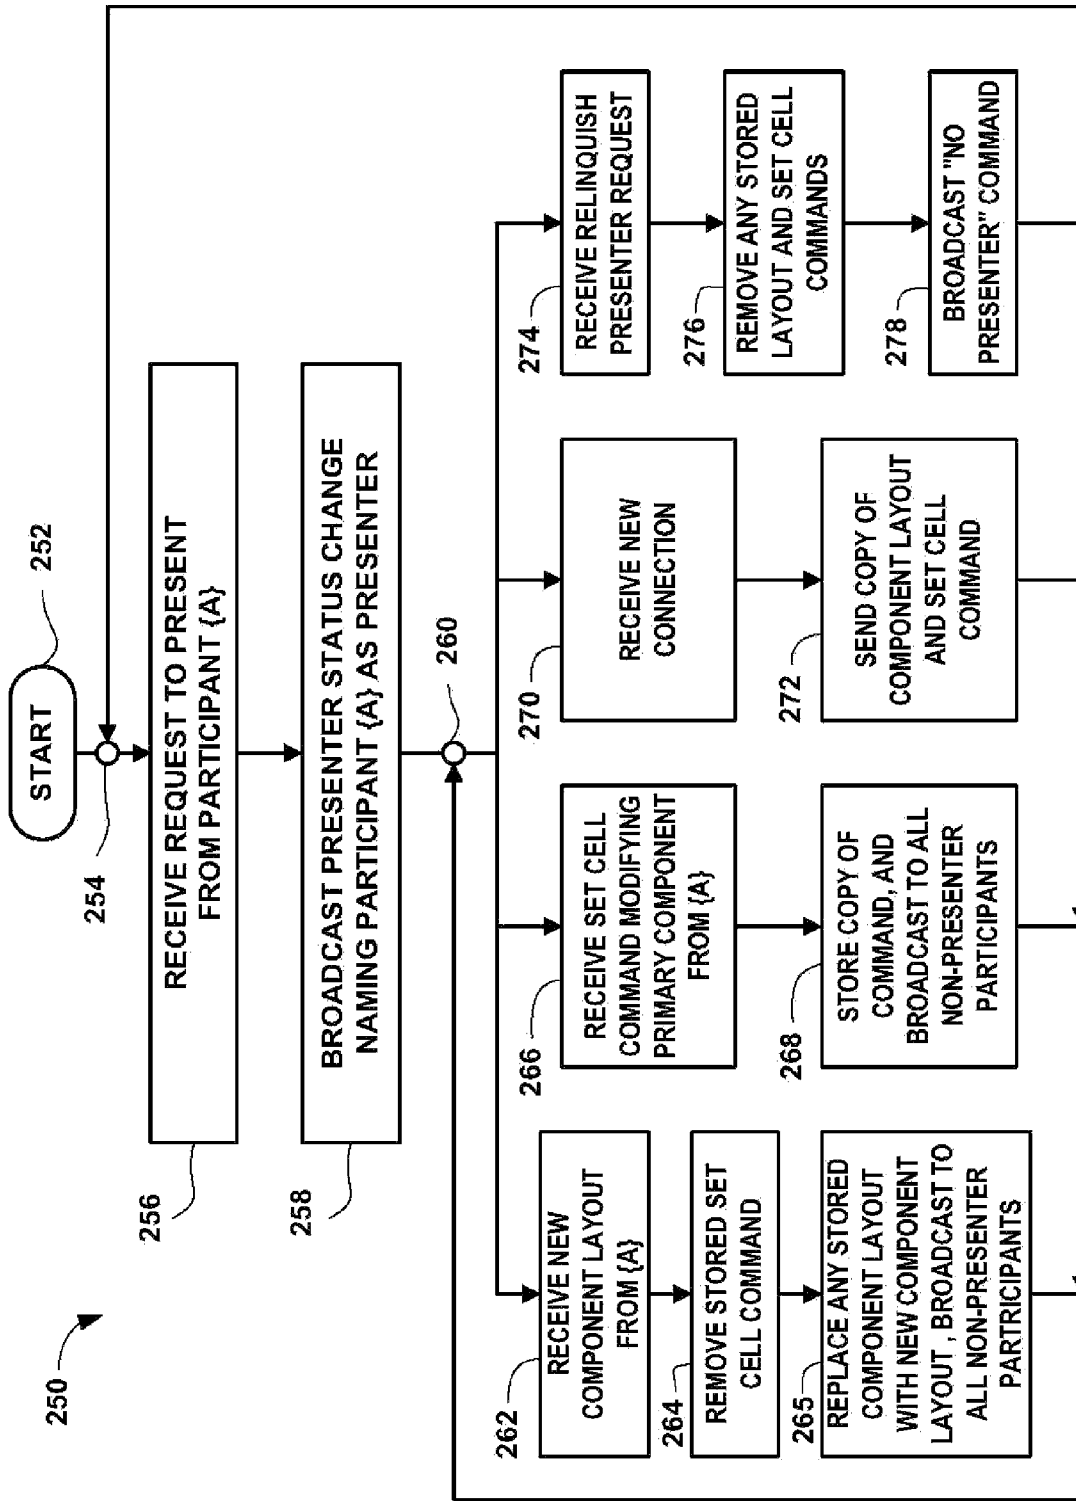 250
START
252
254
RECEIVE REQUEST TO PRESENT
FROM PARTICIPANT {A}
256
BROADCAST PRESENTER STATUS CHANGE
NAMING PARTICIPANT {A} AS PRESENTER
258
260
RECEIVE NEW
COMPONENT LAYOUT
FROM {A}
262
REMOVE STORED SET
CELL COMMAND
264
REPLACE ANY STORED
COMPONENT LAYOUT
WITH NEW COMPONENT
LAYOUT , BROADCAST TO
ALL NON-PRESENTER
PARTRICIPANTS
265
RECEIVE SET CELL
COMMAND MODIFYING
PRIMARY COMPONENT
FROM {A}
266
STORE COPY OF
COMMAND, AND
BROADCAST TO ALL
NON-PRESENTER
PARTICIPANTS
268
RECEIVE NEW
CONNECTION
270
SEND COPY OF
COMPONENT LAYOUT
AND SET CELL
COMMAND
272
RECEIVE RELINQUISH
PRESENTER REQUEST
274
REMOVE ANY STORED
LAYOUT AND SET CELL
COMMANDS
276
BROADCAST "NO
PRESENTER" COMMAND
278